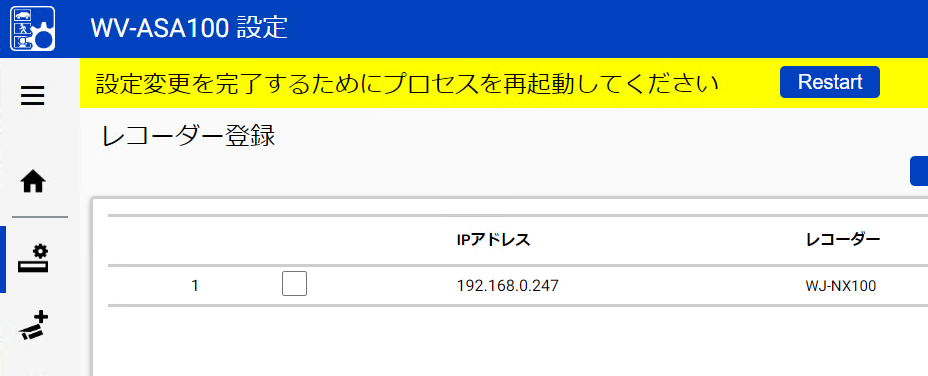 WV-ASA100 設定
設定変更を完了するためにプロセスを再起動してください Restart
レコーダー登録
IPアドレス レコーダー
1 192.168.0.247 WJ-NX100